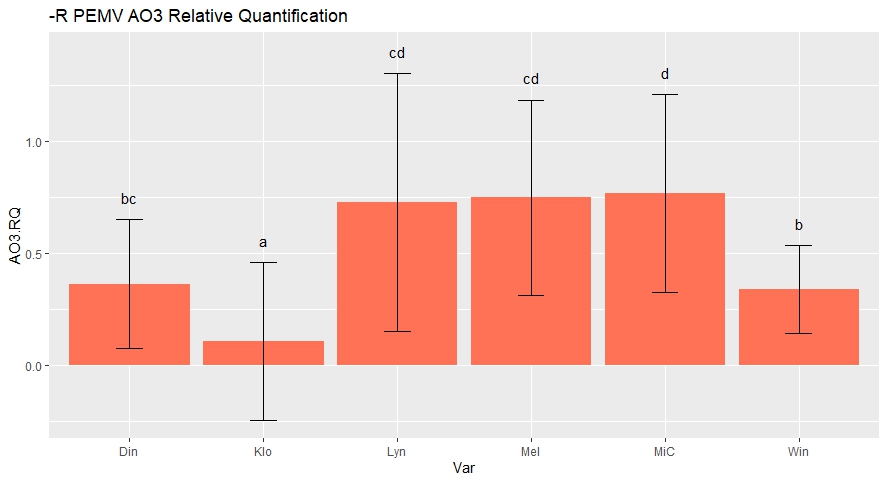 -R PEMV AO3 Relative Quantification
cd
cd
d
bc
b
a
1.0
0.5
0.0
AO3.RQ
Din
Klo
Lyn
Mel
MiC
Win
Var